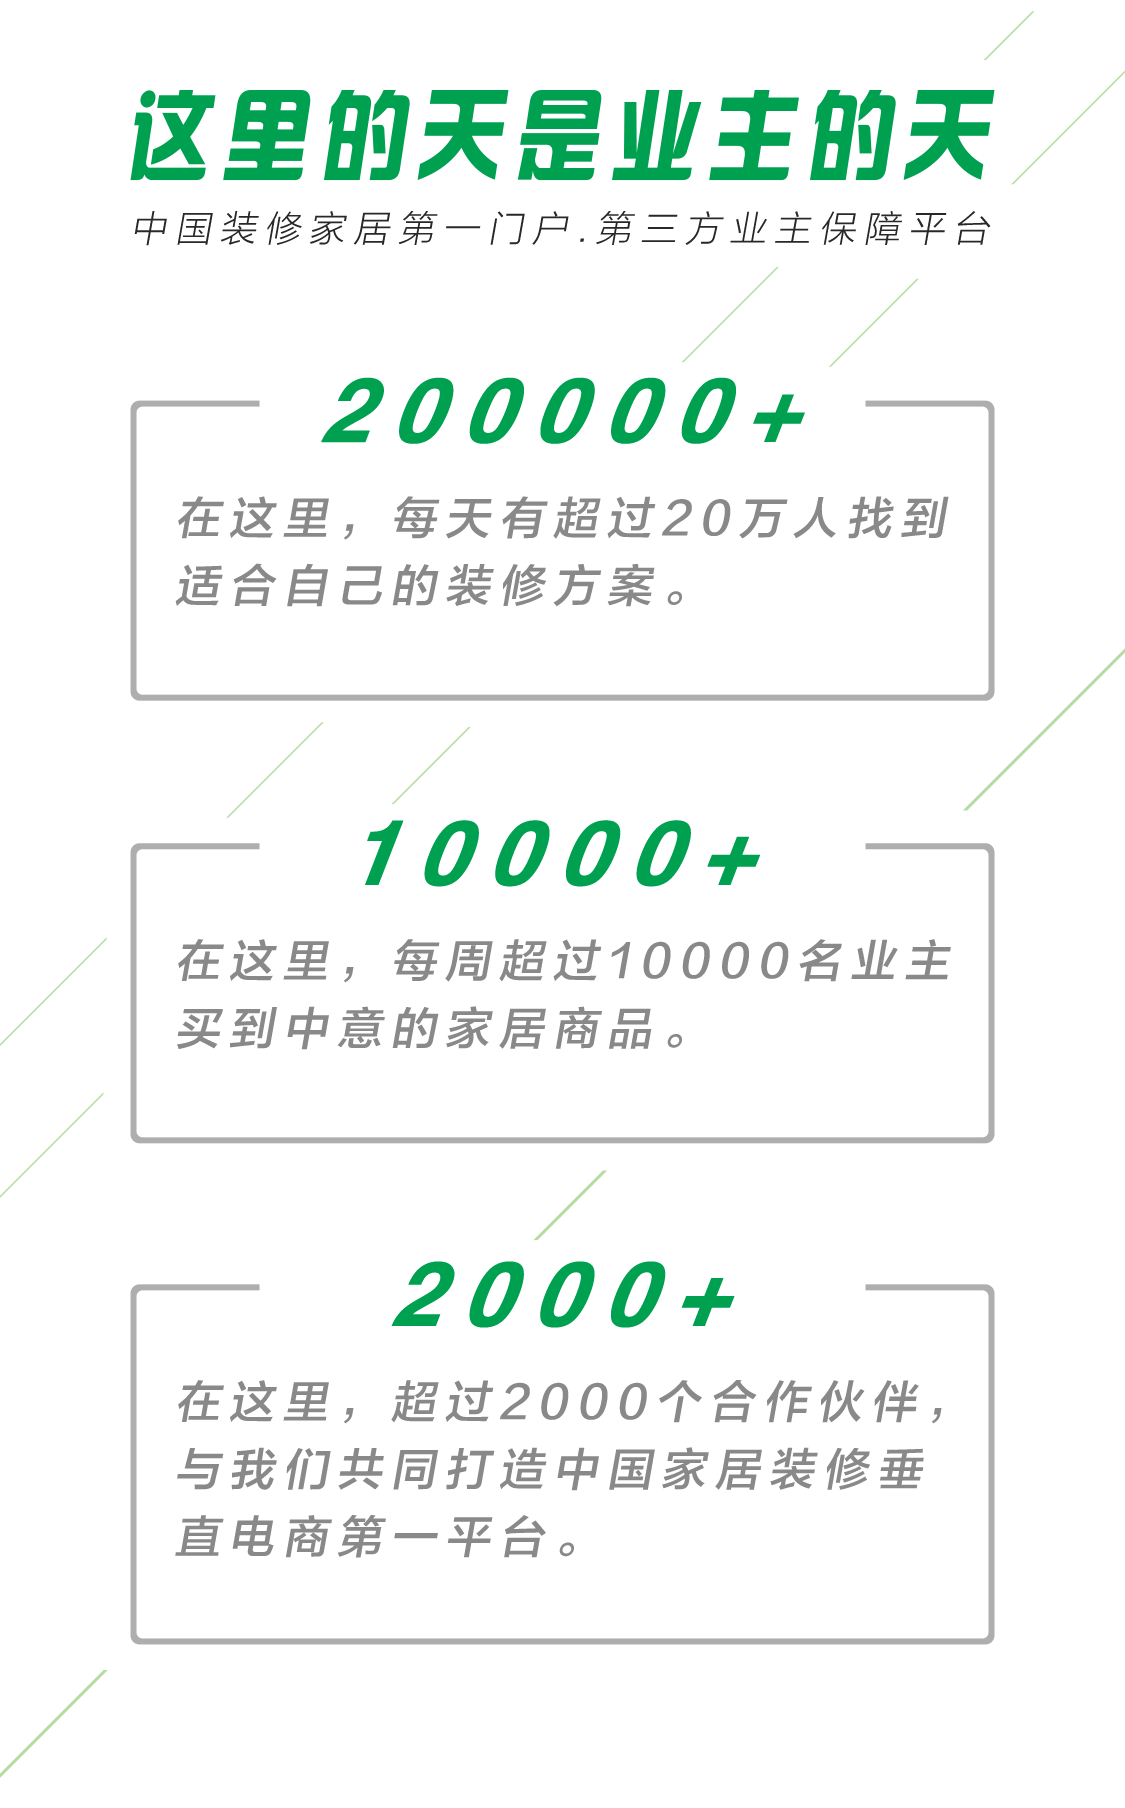 这里的天是业主的天
中国装修家居第一门户.第三方业主保障平台
200000+
在这里，每天有超过20万人找到
适合自己的装修方案。
10000+
在这里，每周超过10000名业主
买到中意的家居商品。
2000+
在这里，超过2000个合作伙伴，
与我们共同打造中国家居装修垂
直电商第一平台。